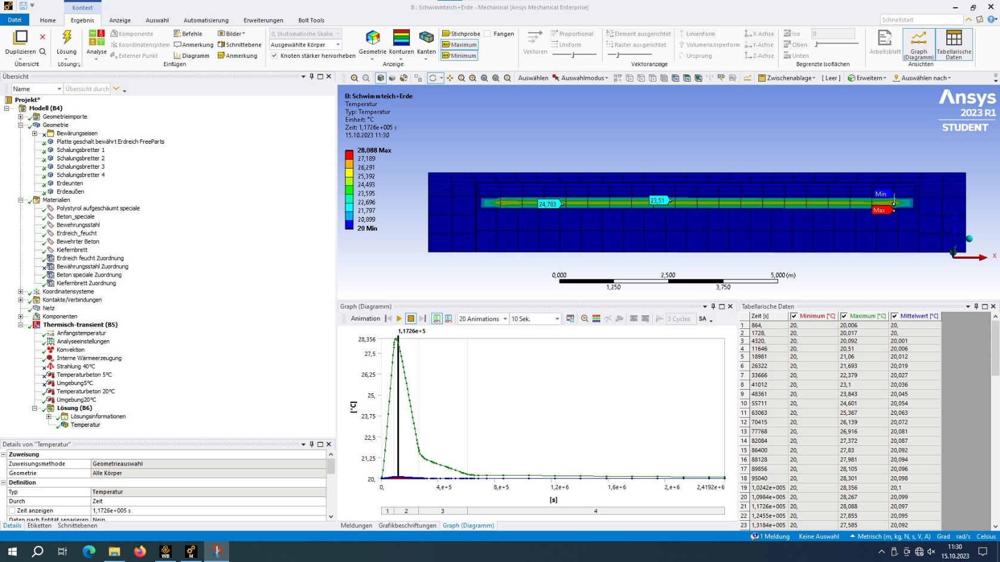 Kontext
B : Schwimmteich+Erde - Mechanical [Ansys Mechanical Enterprise]
Datei Home Ergebnis Anzeige Auswahl Automatisierung Erweiterungen Bolt Tools Schnellstart
Duplizieren Lösung Analyse
Komponente Koordinatensystem Externer Punkt
Befehle Anmerkung Diagramm
Bilder Schnittebene Anmerkung
0, (Automatische Skalie
Ausgewählte Körper
Knoten stärker hervorheben
Geometrie Konturen Kanten
Stichprobe Fangen
Maximum
Minimum
Vektoren
Proportional
Uniform
Element ausgerichtet
Raster ausgerichtet
Linienform
Volumenkörperform
Ursprung
X-Achse
Y-Achse
Z-Achse
Iso 0
Oben
Unten
Arbeitsblatt
Graph (Diagramm)
Tabellarische Daten
Übersicht Lösung Einfügen Anzeige Vektoranzeige Begrenzte Isoflächen Ansichten
Übersicht
Name Übersicht durch
Auswählen Auswahlmodus Zwischenablage [ Leer ] Erweitern Auswählen nach
Projekt*
Modell (B4)
Geometrieimporte
Geometrie
Bewärungseisen
Platte geschalt bewährt Erdreich FreeParts
Schalungsbretter 1
Schalungsbretter 2
Schalungsbretter 3
Schalungsbretter 4
Erdeunten
Erdeaußen
Materialien
Polystyrol aufgeschäumt speciale
Beton_speciale
Bewehrungsstahl
Erdreich_feucht
Bewehrter Beton
Kiefernbrett
Erdreich feucht Zuordnung
Bewährungsstahl Zuordnung
Beton speciale Zuordnung
Kiefernbrett Zuordnung
Koordinatensysteme
Kontakte/Verbindungen
Netz
Komponenten
Thermisch-transient (B5)
Anfangstemperatur
Analyseeinstellungen
Konvektion
Interne Wärmeerzeugung
Strahlung 40°C
Temperaturbeton 5°C
Umgebung5°C
Temperaturbeton 20°C
Umgebung20°C
Lösung (B6)
Lösungsinformationen
Temperatur
Details von "Temperatur"
Zuweisung
Zuweisungsmethode Geometrieauswahl
Geometrie Alle Körper
Definition
Typ Temperatur
Durch Zeit
Zeit anzeigen 1,1726e+005 s
Daten nach Entität separieren Nein
Details Etiketten Schnittebenen
B: Schwimmteich+Erde
Temperatur
Typ: Temperatur
Einheit: °C
Zeit: 1,1726e+005 s
15.10.2023 11:30
28,088 Max
27,189
26,291
25,392
24,493
23,595
22,696
21,797
20,899
20 Min
Ansys
2023 R1
STUDENT
24,783
23,51
Min
Max
X
0,000 2,500 5,000 (m)
1,250 3,750
Graph (Diagramm)
Animation 20 Animations 10 Sek. 3 Cycles SA
1,1726e+5
28,356
27,5
26,25
25,
23,75
22,5
21,25
20,
[°C]
0, 4,e+5 8,e+5 1,2e+6 1,6e+6 2,e+6 2,4192e+6
[s]
1 2 3 4
Meldungen Grafikbeschriftungen Graph (Diagramm)
Tabellarische Daten
Zeit [s] Minimum [°C] Maximum [°C] Mittelwert [°C]
1 864, 20, 20,006 20,
2 1728, 20, 20,017 20,
3 4320, 20, 20,092 20,001
4 11646 20, 20,51 20,006
5 18981 20, 21,06 20,012
6 26322 20, 21,693 20,019
7 33666 20, 22,379 20,027
8 41012 20, 23,1 20,036
9 48361 20, 23,843 20,045
10 55711 20, 24,601 20,054
11 63063 20, 25,367 20,063
12 70415 20, 26,139 20,072
13 77768 20, 26,916 20,081
14 82084 20, 27,372 20,087
15 86400 20, 27,83 20,092
16 88128 20, 27,981 20,094
17 89856 20, 28,105 20,096
18 95040 20, 28,301 20,098
19 1,0242e+005 20, 28,356 20,1
20 1,0984e+005 20, 28,267 20,099
21 1,1726e+005 20, 28,088 20,097
22 1,2455e+005 20, 27,855 20,095
23 1,3184e+005 20, 27,585 20,092
1 Meldung Keine Auswahl Metrisch (m, kg, N, s, V, A) Grad rad/s Celsius
WB M
11:30
15.10.2023